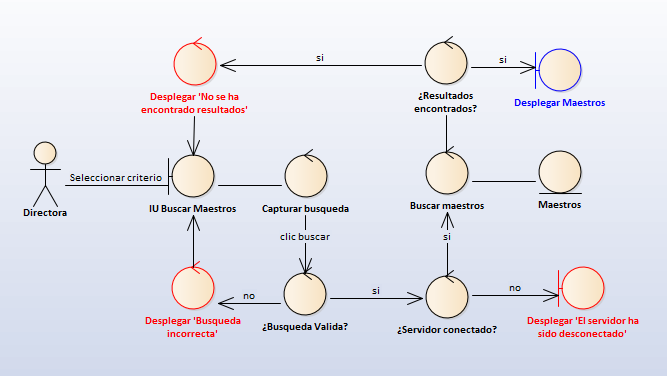 si
si
Desplegar 'No se ha
encontrado resultados'
¿Resultados
encontrados?
Desplegar Maestros
Seleccionar criterio
Directora
IU Buscar Maestros
Capturar busqueda
Buscar maestros
Maestros
clic buscar
si
no
si
no
Desplegar 'Busqueda
incorrecta'
¿Busqueda Valida?
¿Servidor conectado?
Desplegar 'El servidor ha
sido desconectado'